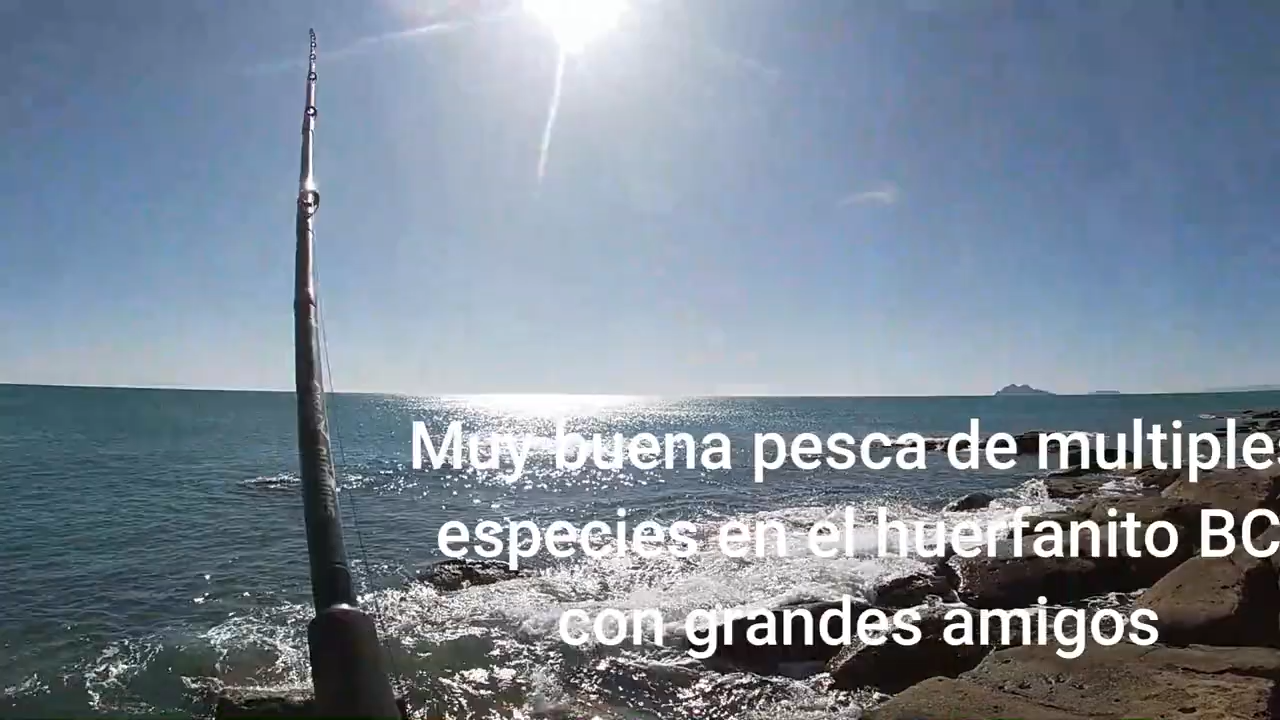 Muy buena pesca de multiples
especies en el huerfanito BC
con grandes amigos